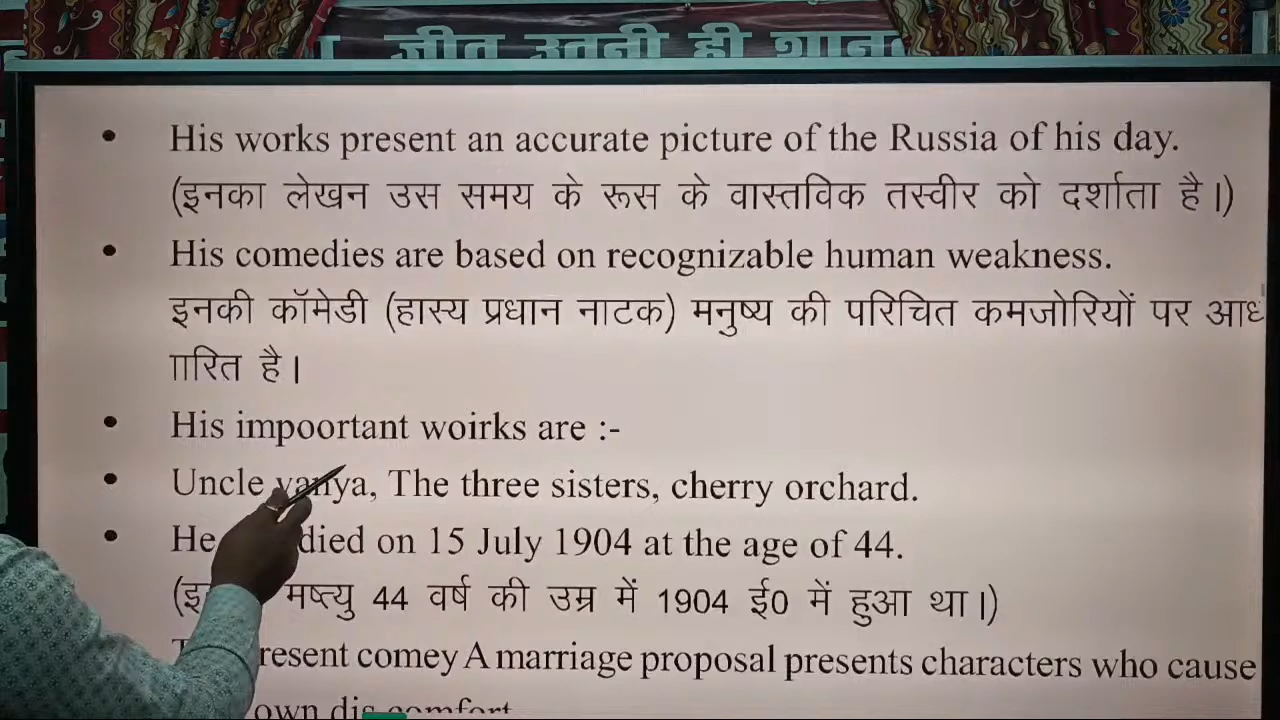 जीत उतनी ही शान
• His works present an accurate picture of the Russia of his day.
(इनका लेखन उस समय के रूस के वास्तविक तस्वीर को दर्शाता है।)
• His comedies are based on recognizable human weakness.
इनकी कॉमेडी (हास्य प्रधान नाटक) मनुष्य की परिचित कमजोरियों पर आध
ारित है।
• His impoortant woirks are :-
• Uncle vanya, The three sisters, cherry orchard.
• He died on 15 July 1904 at the age of 44.
मष्त्यु 44 वर्ष की उम्र में 1904 ई0 में हुआ था।)
comey A marriage proposal presents characters who cause
own dis comfort